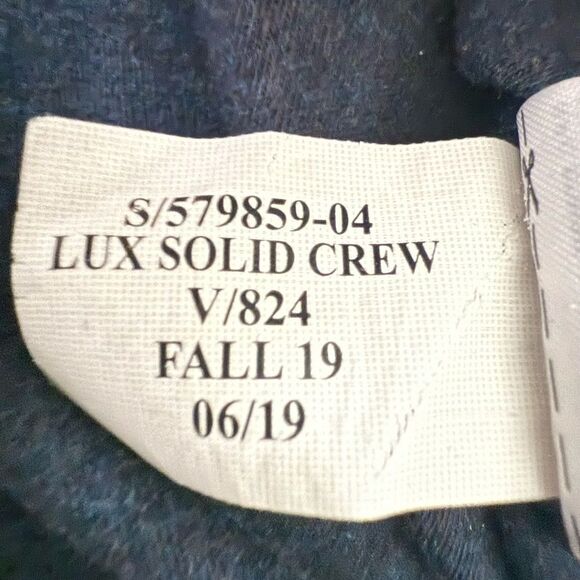 S/579859-04
LUX SOLID CREW
V/824
FALL 19
06/19